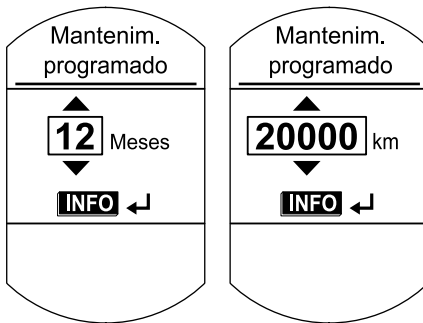 Mantenim.
programado
12 Meses
INFO
Mantenim.
programado
20000 km
INFO